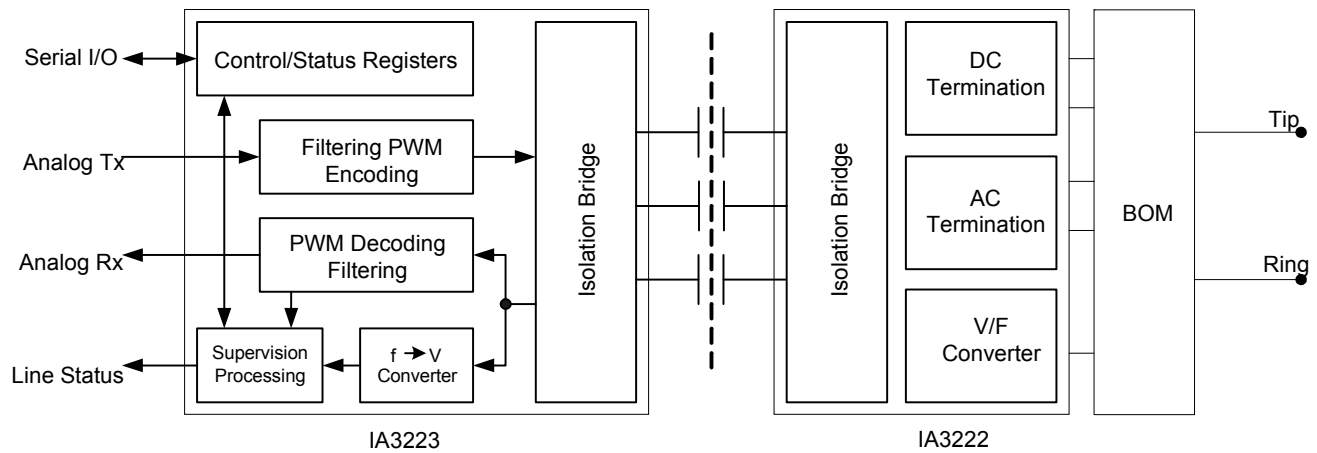 Serial I/O
Control/Status Registers
Analog Tx
Filtering PWM
Encoding
Analog Rx
PWM Decoding
Filtering
Line Status
Supervision
Processing
f → V
Converter
Isolation Bridge
IA3223
Isolation Bridge
DC
Termination
AC
Termination
V/F
Converter
IA3222
BOM
Tip
Ring